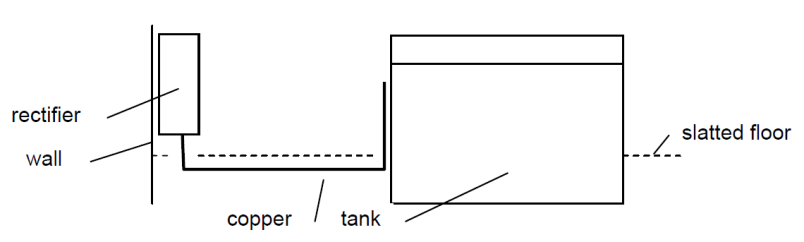 rectifier
wall
slatted floor
copper
tank